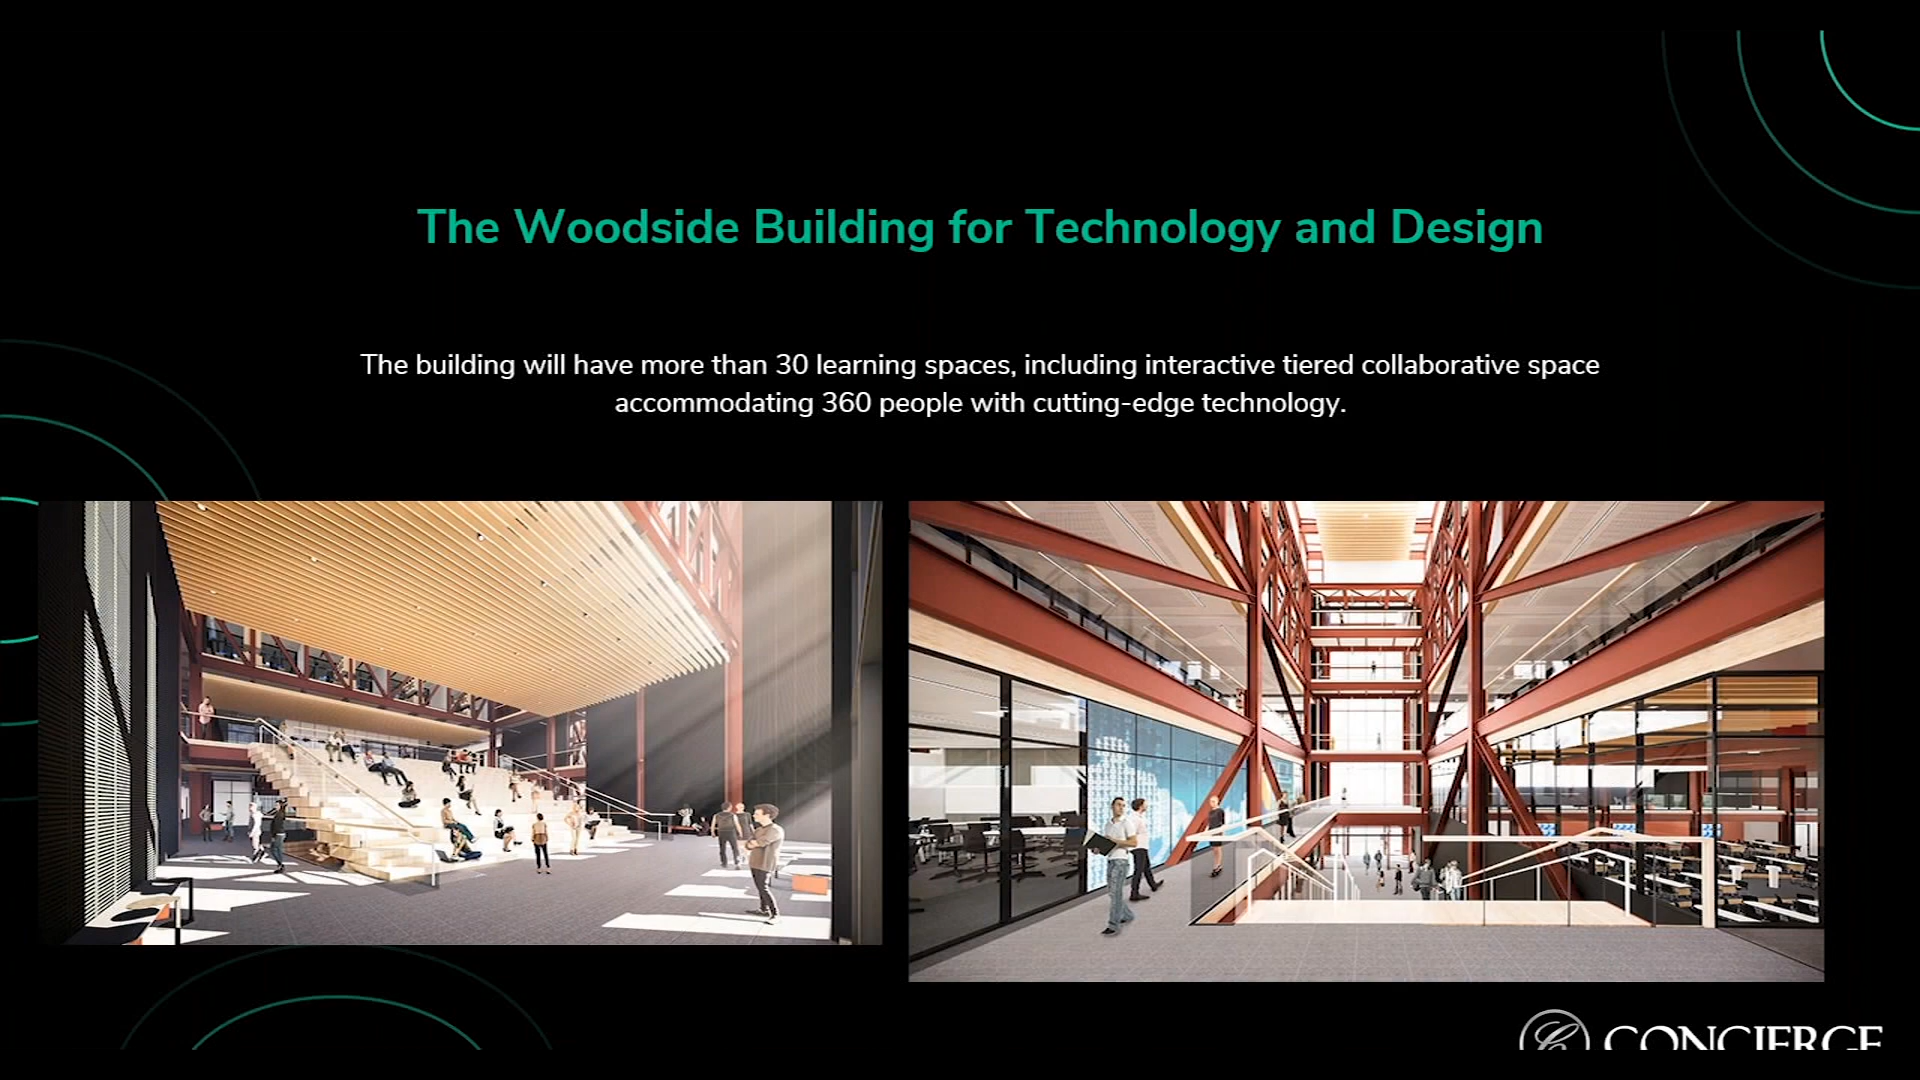 The Woodside Building for Technology and Design
The building will have more than 30 learning spaces, including interactive tiered collaborative space
accommodating 360 people with cutting-edge technology.
CONCIERGE